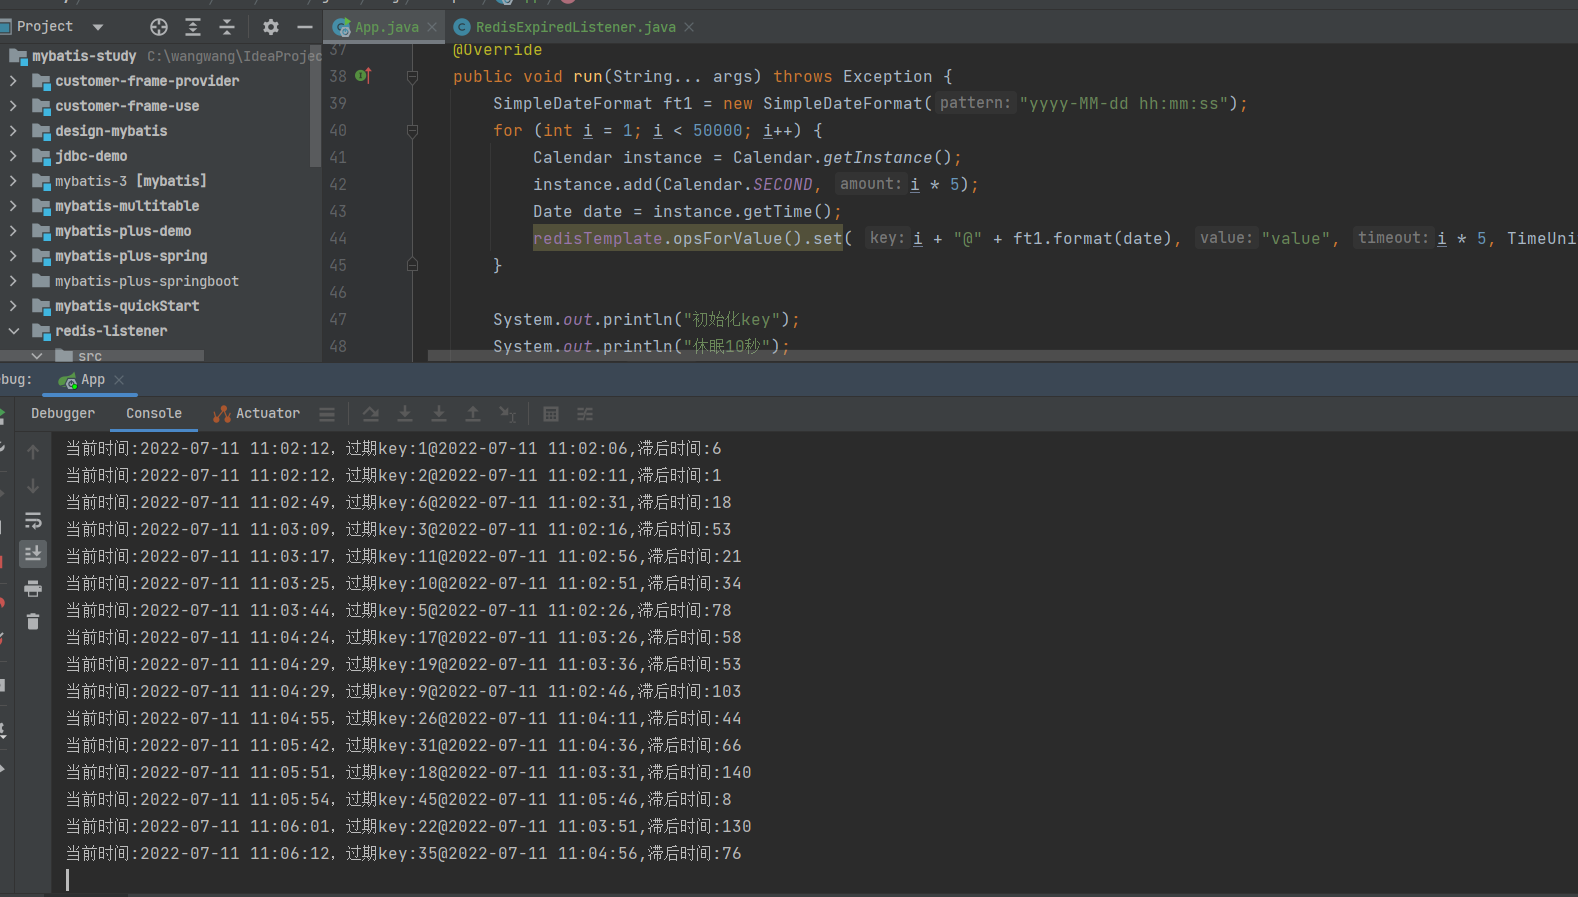 Project
App.java
RedisExpiredListener.java
mybatis-study C:\wangwang\IdeaProjec
customer-frame-provider
customer-frame-use
design-mybatis
jdbc-demo
mybatis-3 [mybatis]
mybatis-multitable
mybatis-plus-demo
mybatis-plus-spring
mybatis-plus-springboot
mybatis-quickStart
redis-listener
src
37 @Override
38 public void run(String... args) throws Exception {
39 SimpleDateFormat ft1 = new SimpleDateFormat( pattern: "yyyy-MM-dd hh:mm:ss");
40 for (int i = 1; i < 50000; i++) {
41 Calendar instance = Calendar.getInstance();
42 instance.add(Calendar.SECOND, amount: i * 5);
43 Date date = instance.getTime();
44 redisTemplate.opsForValue().set( key: i + "@" + ft1.format(date), value: "value", timeout: i * 5, TimeUni
45 }
46
47 System.out.println("初始化key");
48 System.out.println("休眠10秒");
bug: App
Debugger Console Actuator
当前时间:2022-07-11 11:02:12，过期key:1@2022-07-11 11:02:06,滞后时间:6
当前时间:2022-07-11 11:02:12，过期key:2@2022-07-11 11:02:11,滞后时间:1
当前时间:2022-07-11 11:02:49，过期key:6@2022-07-11 11:02:31,滞后时间:18
当前时间:2022-07-11 11:03:09，过期key:3@2022-07-11 11:02:16,滞后时间:53
当前时间:2022-07-11 11:03:17，过期key:11@2022-07-11 11:02:56,滞后时间:21
当前时间:2022-07-11 11:03:25，过期key:10@2022-07-11 11:02:51,滞后时间:34
当前时间:2022-07-11 11:03:44，过期key:5@2022-07-11 11:02:26,滞后时间:78
当前时间:2022-07-11 11:04:24，过期key:17@2022-07-11 11:03:26,滞后时间:58
当前时间:2022-07-11 11:04:29，过期key:19@2022-07-11 11:03:36,滞后时间:53
当前时间:2022-07-11 11:04:29，过期key:9@2022-07-11 11:02:46,滞后时间:103
当前时间:2022-07-11 11:04:55，过期key:26@2022-07-11 11:04:11,滞后时间:44
当前时间:2022-07-11 11:05:42，过期key:31@2022-07-11 11:04:36,滞后时间:66
当前时间:2022-07-11 11:05:51，过期key:18@2022-07-11 11:03:31,滞后时间:140
当前时间:2022-07-11 11:05:54，过期key:45@2022-07-11 11:05:46,滞后时间:8
当前时间:2022-07-11 11:06:01，过期key:22@2022-07-11 11:03:51,滞后时间:130
当前时间:2022-07-11 11:06:12，过期key:35@2022-07-11 11:04:56,滞后时间:76